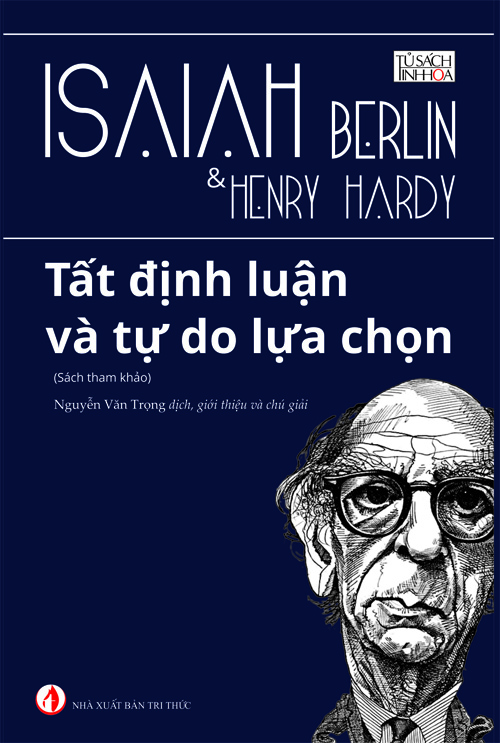 TỦ SÁCH
TINH HOA
ISAIAH BERLIN
& HENRY HARDY
Tất định luận
và tự do lựa chọn
(Sách tham khảo)
Nguyễn Văn Trọng dịch, giới thiệu và chú giải
NHÀ XUẤT BẢN TRI THỨC